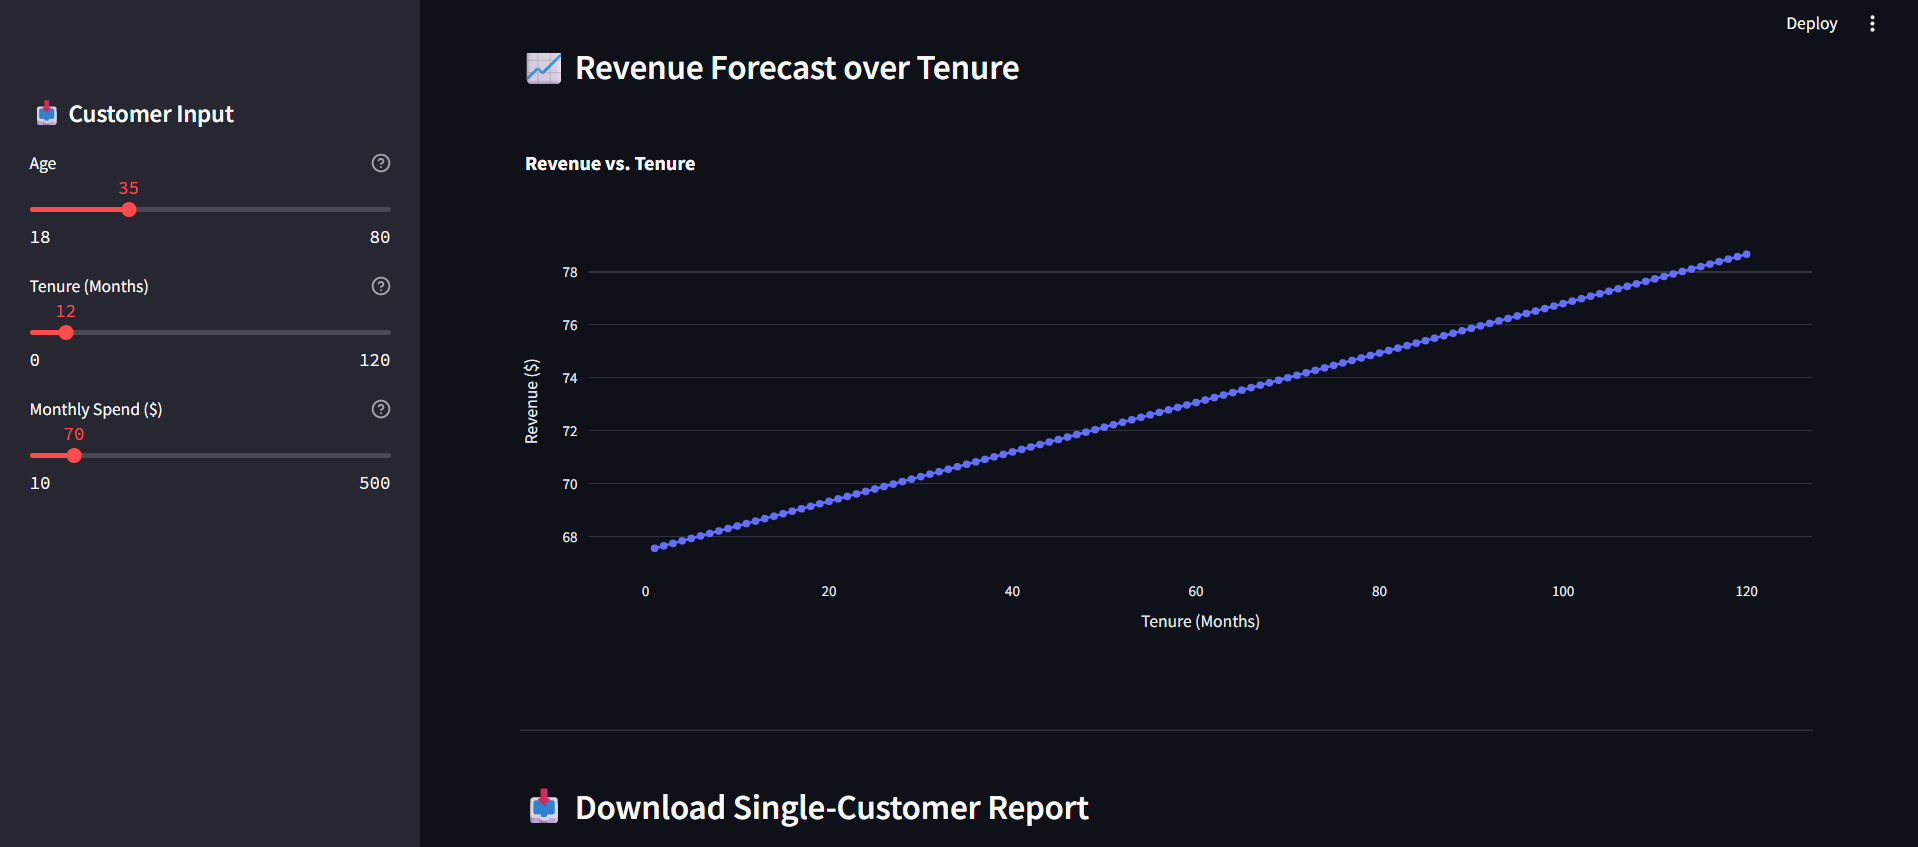 Deploy
Customer Input
Age
35
18 80
Tenure (Months)
12
0 120
Monthly Spend ($)
70
10 500
Revenue Forecast over Tenure
Revenue vs. Tenure
78
76
74
72
70
68
Revenue ($)
0 20 40 60 80 100 120
Tenure (Months)
Download Single-Customer Report